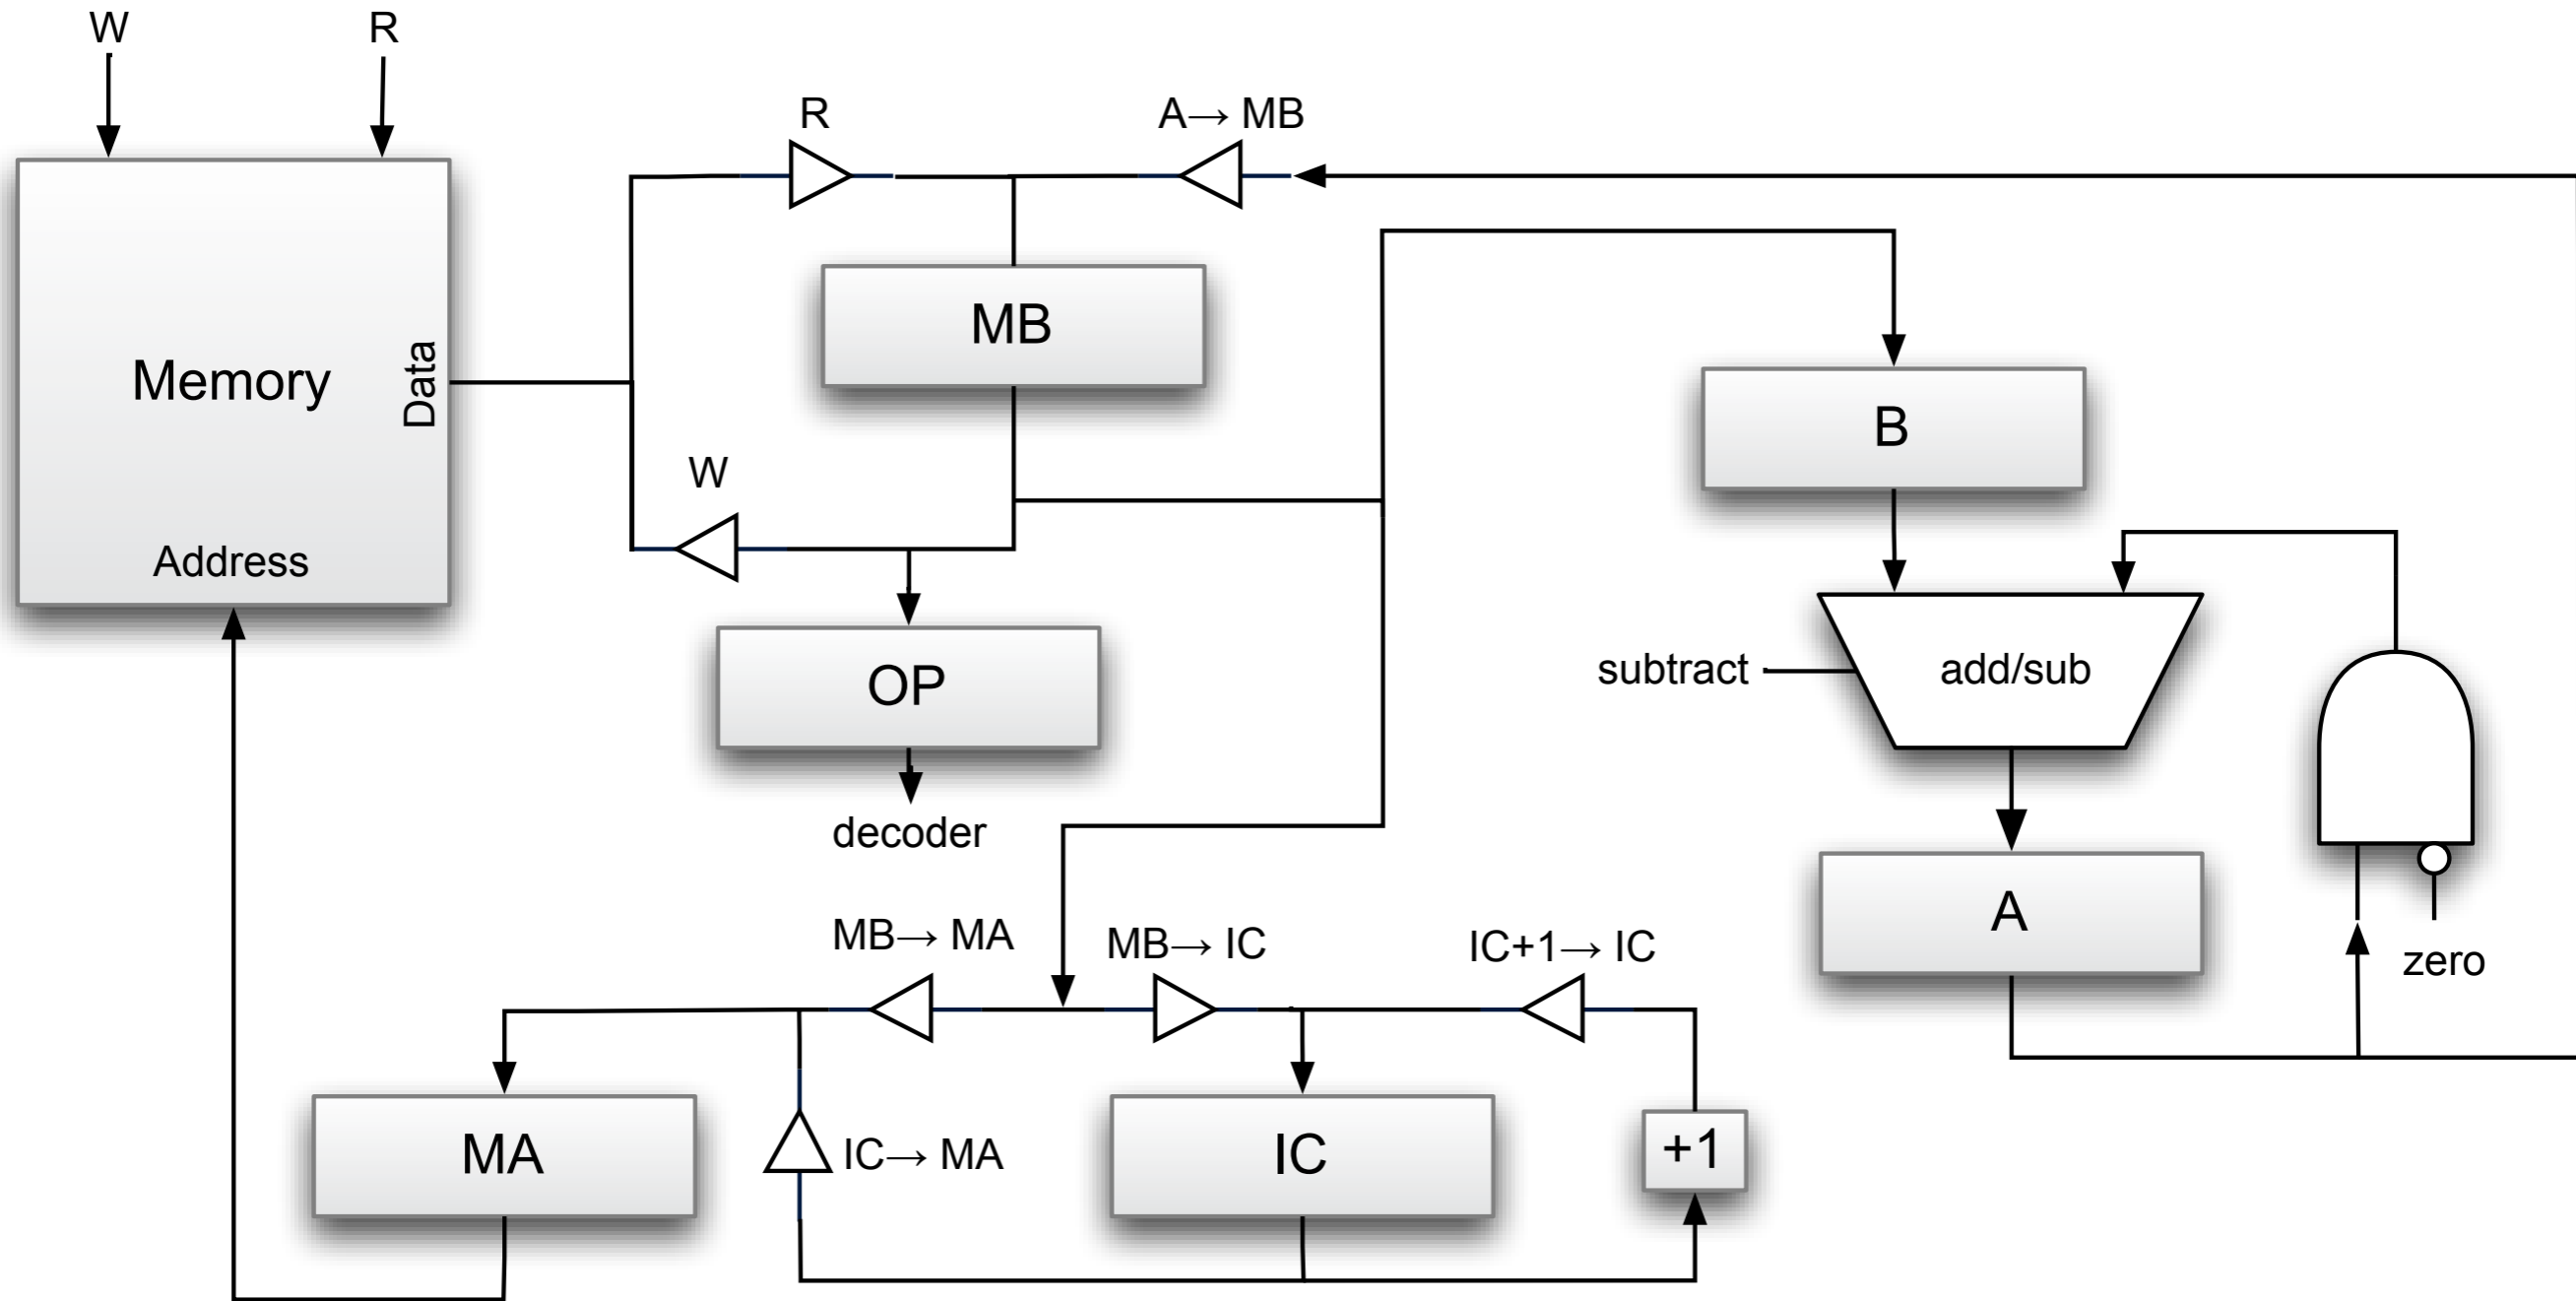 W
R
R
A→ MB
MB
Memory
Data
B
W
Address
subtract
add/sub
OP
decoder
A
MB→ MA
MB→ IC
IC+1→ IC
zero
MA
IC→ MA
IC
+1